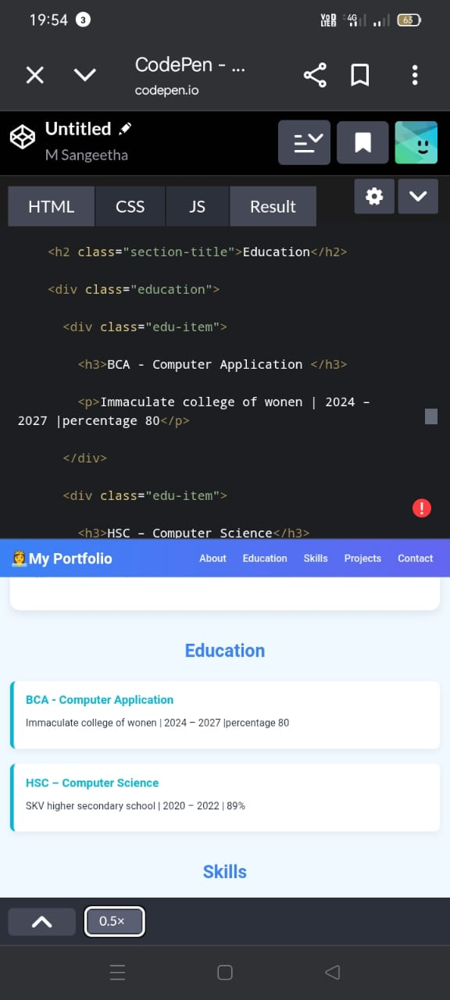 19:54 3 VoD LTE2 4G 63
CodePen - ...
codepen.io
Untitled
M Sangeetha
HTML CSS JS Result
<h2 class="section-title">Education</h2>
<div class="education">
<div class="edu-item">
<h3>BCA - Computer Application </h3>
<p>Immaculate college of wonen | 2024 –
2027 |percentage 80</p>
</div>
<div class="edu-item">
<h3>HSC – Computer Science</h3>
My Portfolio About Education Skills Projects Contact
Education
BCA - Computer Application
Immaculate college of wonen | 2024 – 2027 |percentage 80
HSC – Computer Science
SKV higher secondary school | 2020 – 2022 | 89%
Skills
0.5×